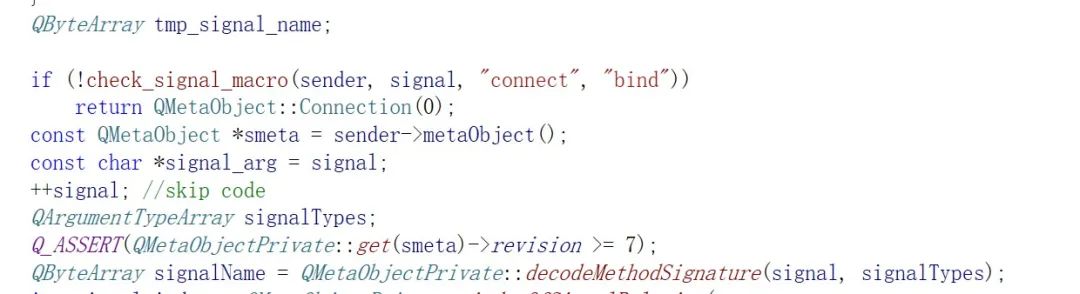 QByteArray tmp_signal_name;
if (!check_signal_macro(sender, signal, "connect", "bind"))
return QMetaObject::Connection(0);
const QMetaObject *smeta = sender->metaObject();
const char *signal_arg = signal;
++signal; //skip code
QArgumentTypeArray signalTypes;
Q_ASSERT(QMetaObjectPrivate::get(smeta)->revision >= 7);
QByteArray signalName = QMetaObjectPrivate::decodeMethodSignature(signal, signalTypes);